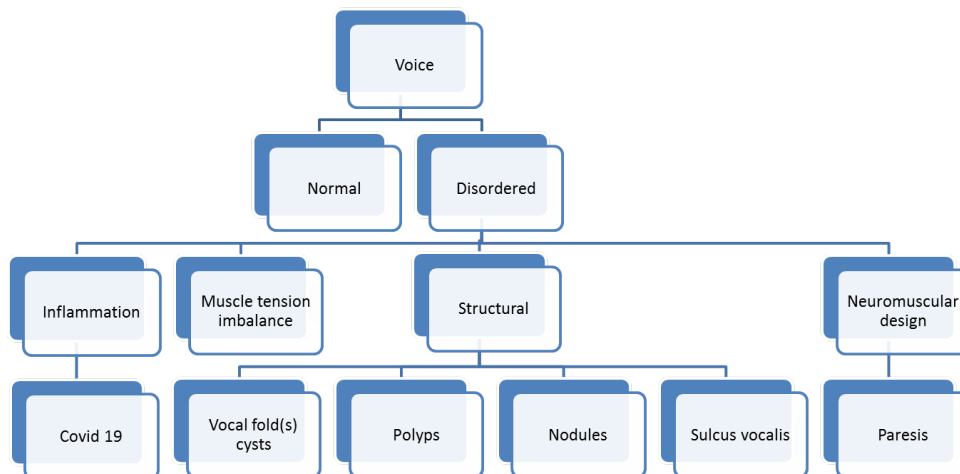 Voice
Normal
Disordered
Inflammation
Muscle tension
imbalance
Structural
Neuromuscular
design
Covid 19
Vocal fold(s)
cysts
Polyps
Nodules
Sulcus vocalis
Paresis